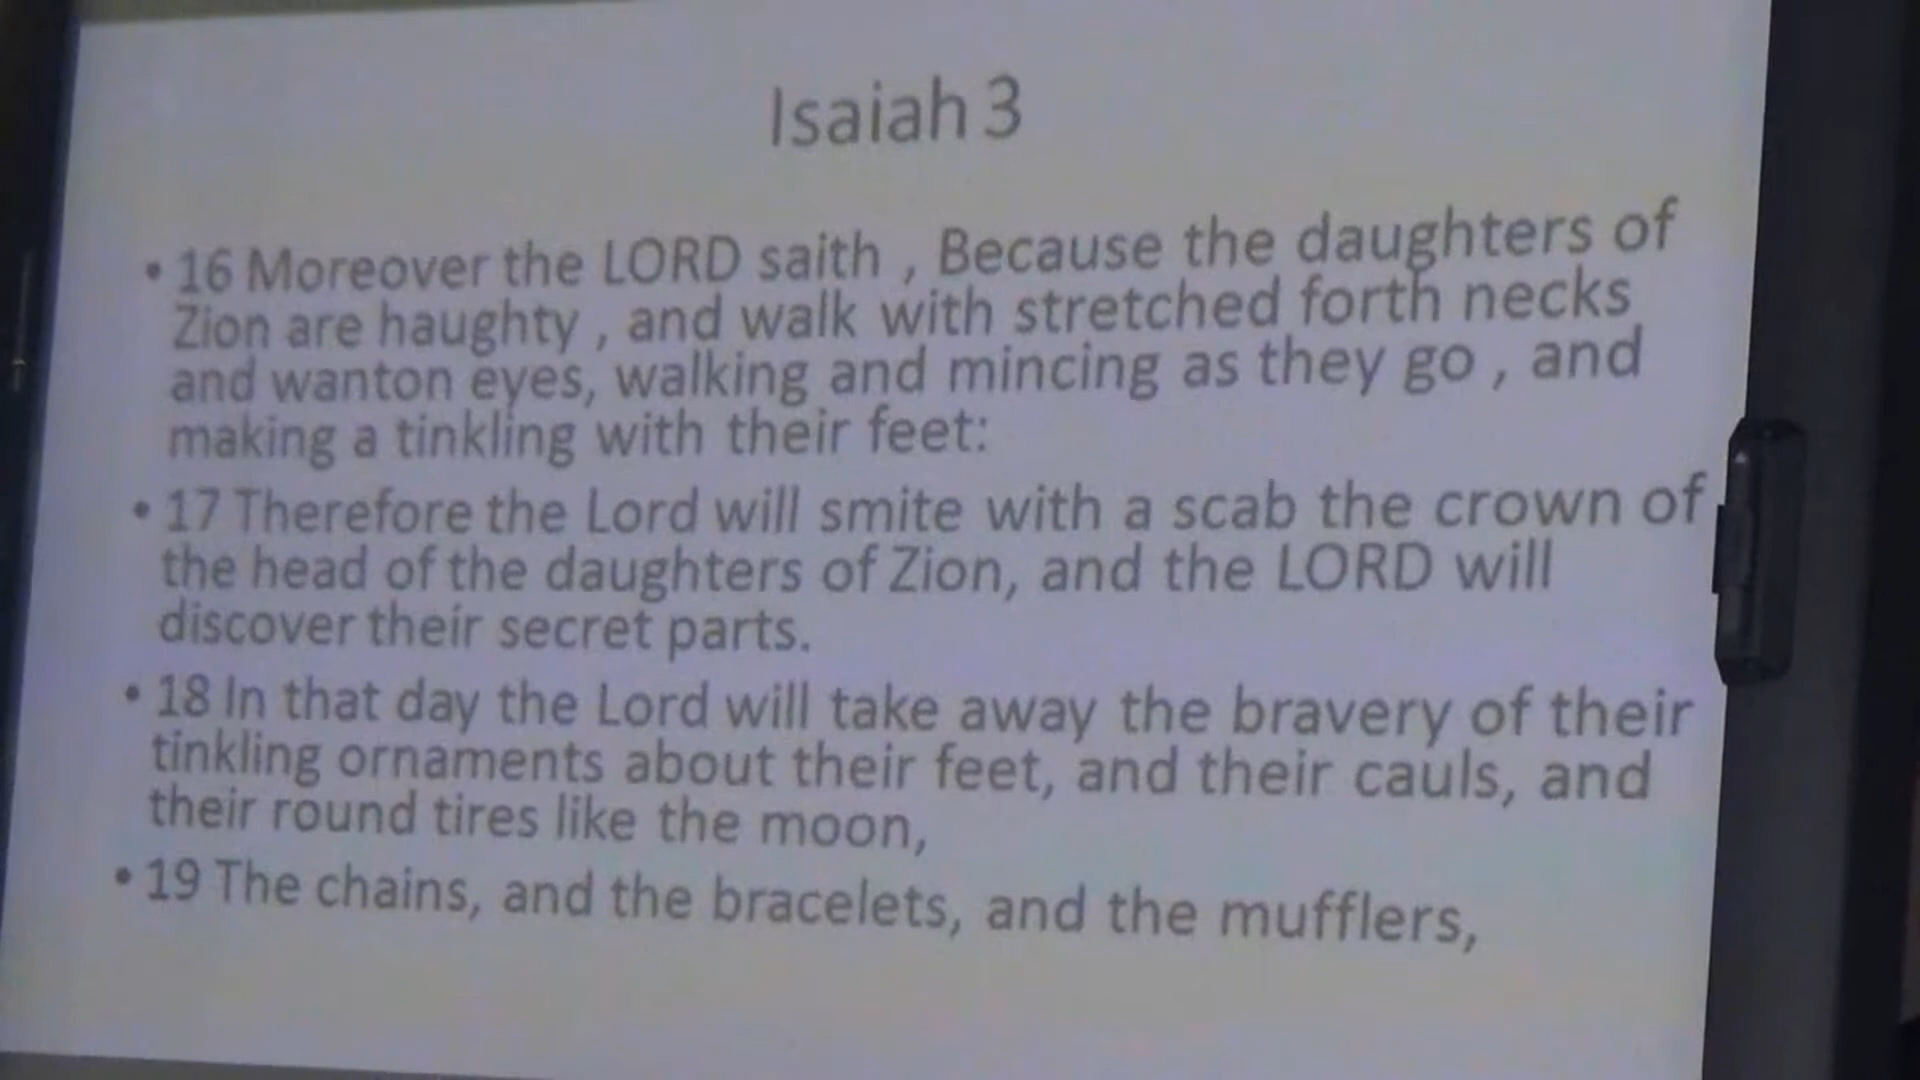 Isaiah 3
• 16 Moreover the LORD saith , Because the daughters of
Zion are haughty , and walk with stretched forth necks
and wanton eyes, walking and mincing as they go , and
making a tinkling with their feet:
• 17 Therefore the Lord will smite with a scab the crown of
the head of the daughters of Zion, and the LORD will
discover their secret parts.
• 18 In that day the Lord will take away the bravery of their
tinkling ornaments about their feet, and their cauls, and
their round tires like the moon,
• 19 The chains, and the bracelets, and the mufflers,